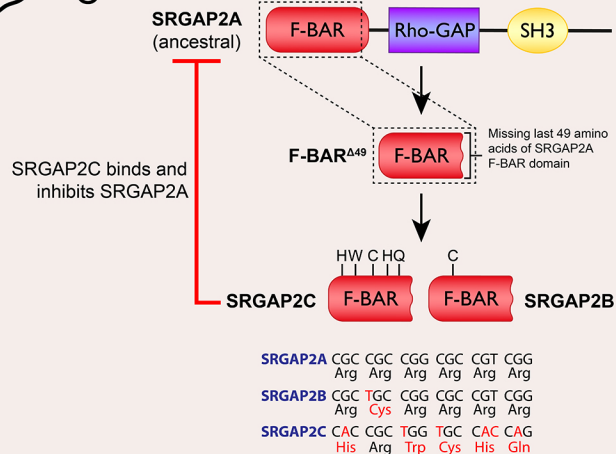 SRGAP2A
(ancestral)
F-BAR
Rho-GAP
SH3
F-BARΔ49
F-BAR
Missing last 49 amino
acids of SRGAP2A
F-BAR domain
SRGAP2C binds and
inhibits SRGAP2A
HW C HQ
C
SRGAP2C
F-BAR
F-BAR
SRGAP2B
SRGAP2A CGC CGC CGG CGC CGT CGG
Arg Arg Arg Arg Arg Arg
SRGAP2B CGC TGC CGG CGC CGT CGG
Arg Cys Arg Arg Arg Arg
SRGAP2C CAC CGC TGG TGC CAC CAG
His Arg Trp Cys His Gln